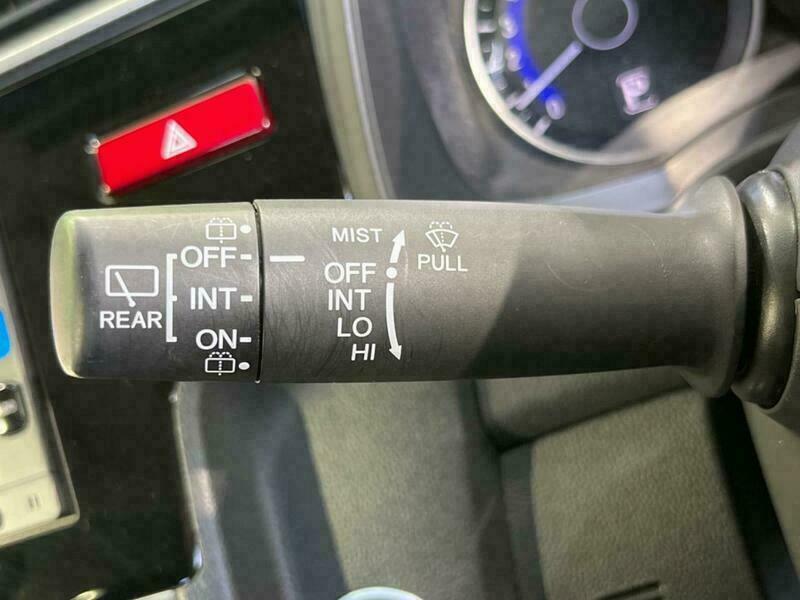 REAR
OFF
INT
ON
MIST
OFF
INT
LO
HI
PULL
P